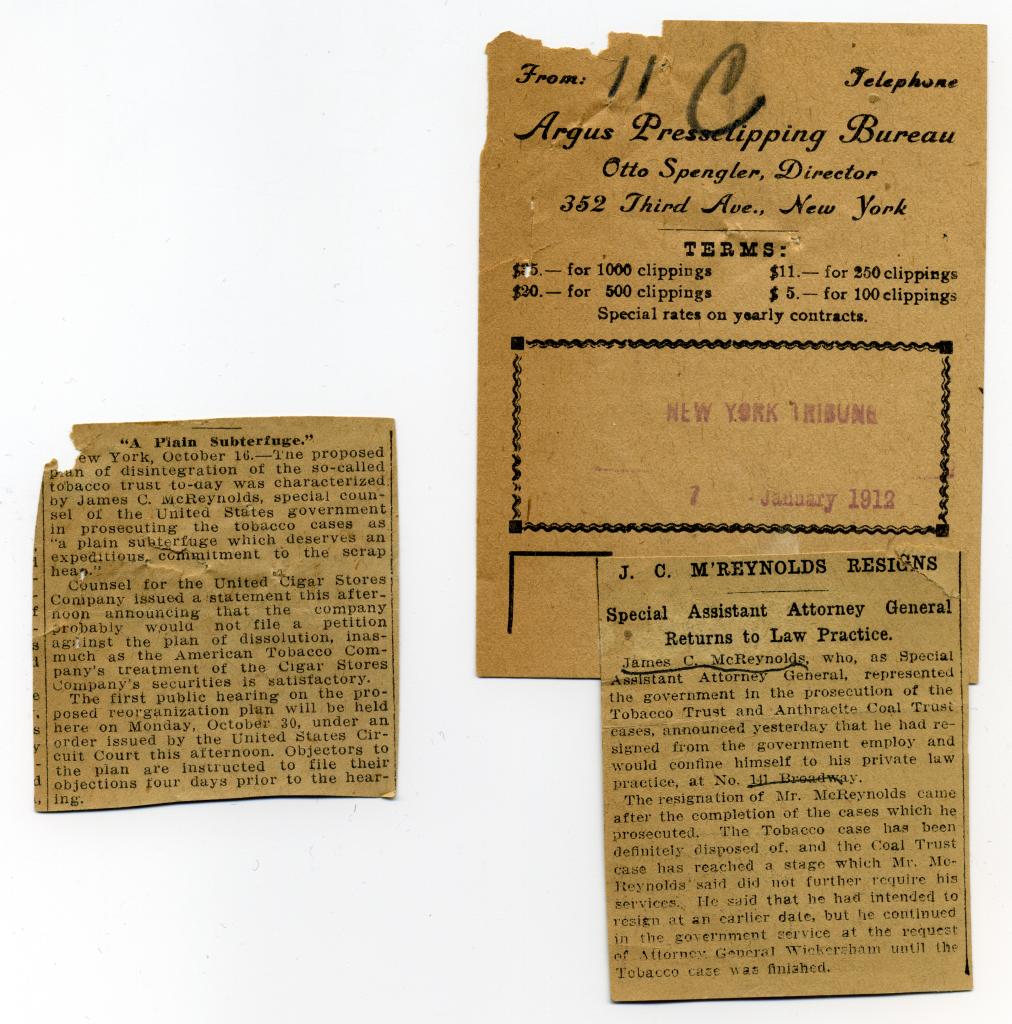 "A Plain Subterfuge."
ew York, October 16.—The proposed
plan of disintegration of the so-called
tobacco trust to-day was characterized
by James C. McReynolds, special coun-
sel of the United States government
in prosecuting the tobacco cases as
"a plain subterfuge which deserves an
expeditious commitment to the scrap
heap."
Counsel for the United Cigar Stores
Company issued a statement this after-
noon announcing that the company
probably would not file a petition
against the plan of dissolution, inas-
much as the American Tobacco Com-
pany's treatment of the Cigar Stores
Company's securities is satisfactory.
The first public hearing on the pro-
posed reorganization plan will be held
here on Monday, October 30, under an
order issued by the United States Cir-
cuit Court this afternoon. Objectors to
the plan are instructed to file their
objections four days prior to the hear-
ing.
From: 11 C Telephone
Argus Pressclipping Bureau
Otto Spengler, Director
352 Third Ave., New York
TERMS:
$35.— for 1000 clippings $11.— for 250 clippings
$20.— for 500 clippings $ 5.— for 100 clippings
Special rates on yearly contracts.
NEW YORK TRIBUNE
7 January 1912
J. C. M'REYNOLDS RESIGNS
Special Assistant Attorney General
Returns to Law Practice.
James C. McReynolds, who, as Special
Assistant Attorney General, represented
the government in the prosecution of the
Tobacco Trust and Anthracite Coal Trust
cases, announced yesterday that he had re-
signed from the government employ and
would confine himself to his private law
practice, at No. 141 Broadway.
The resignation of Mr. McReynolds came
after the completion of the cases which he
prosecuted. The Tobacco case has been
definitely disposed of, and the Coal Trust
case has reached a stage which Mr. Mc-
Reynolds said did not further require his
services. He said that he had intended to
resign at an earlier date, but he continued
in the government service at the request
of Attorney General Wickersham until the
Tobacco case was finished.